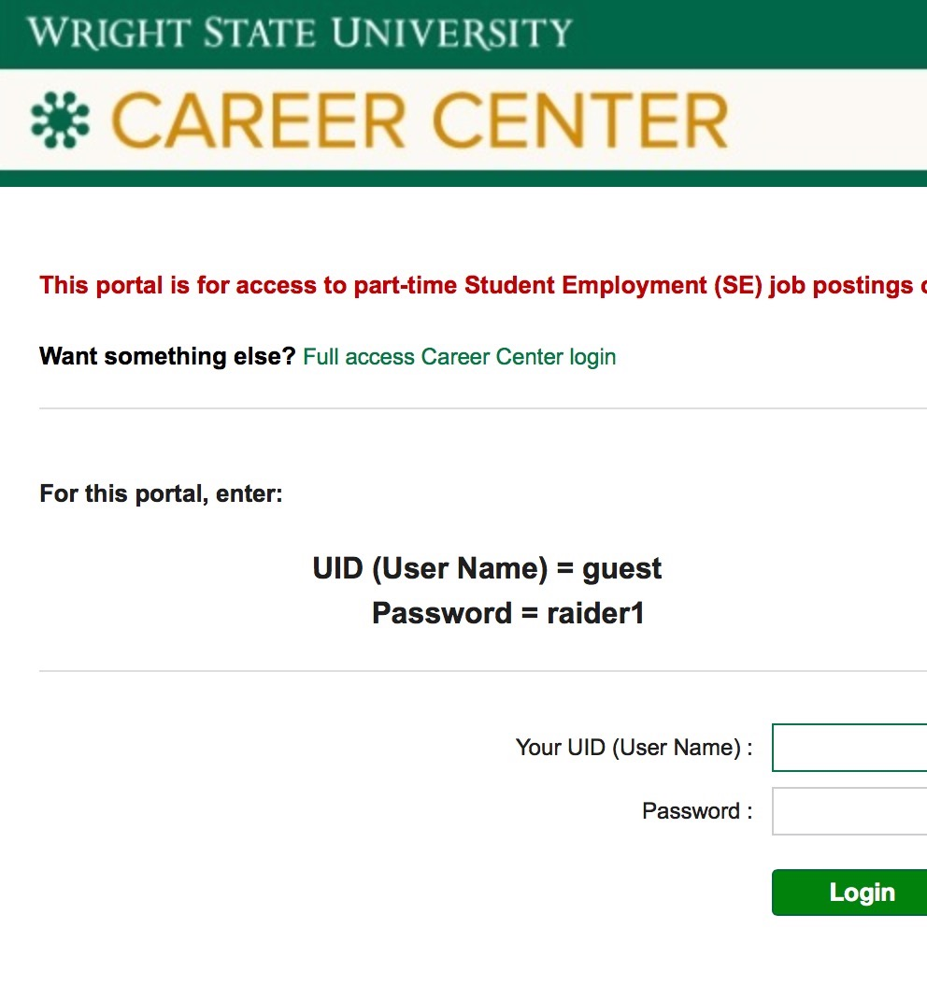 WRIGHT STATE UNIVERSITY
CAREER CENTER
This portal is for access to part-time Student Employment (SE) job postings
Want something else? Full access Career Center login
For this portal, enter:
UID (User Name) = guest
Password = raider1
Your UID (User Name) :
Password :
Login